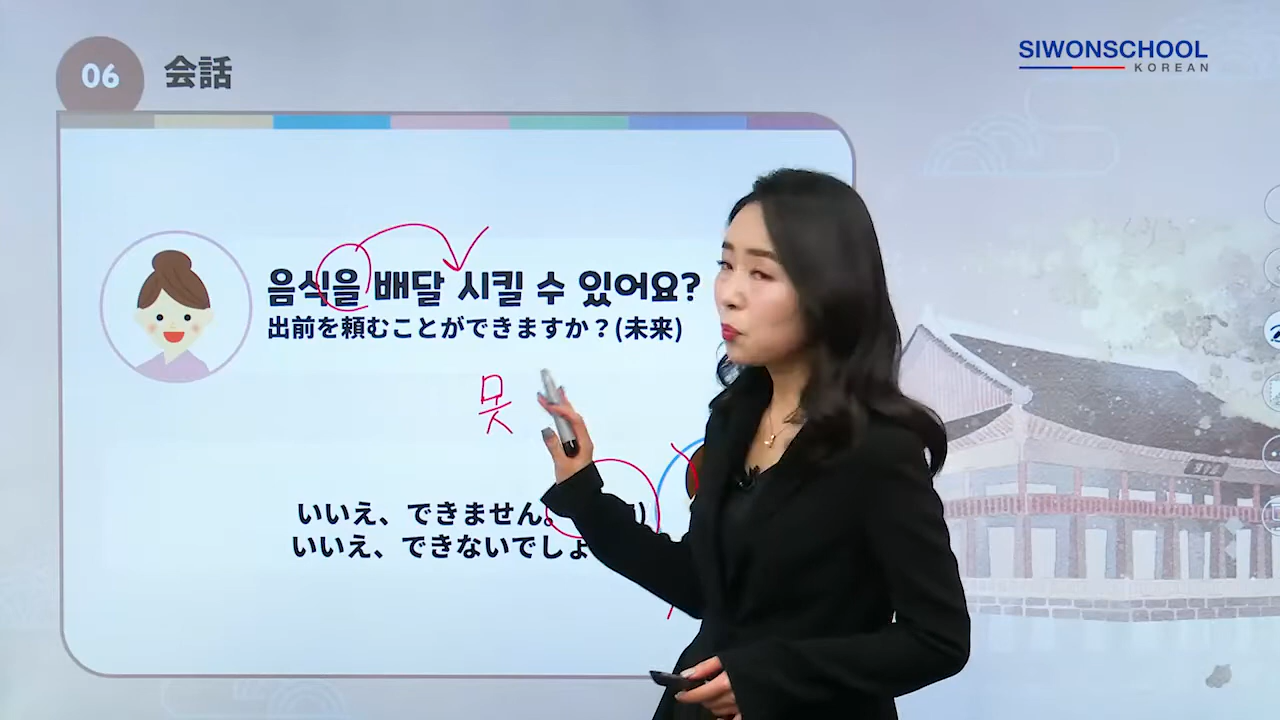 06 会話
SIWONSCHOOL
KOREAN
음식을 배달 시킬 수 있어요?
出前を頼むことができますか？(未来)
못
いいえ、できません。
いいえ、できないでしょ